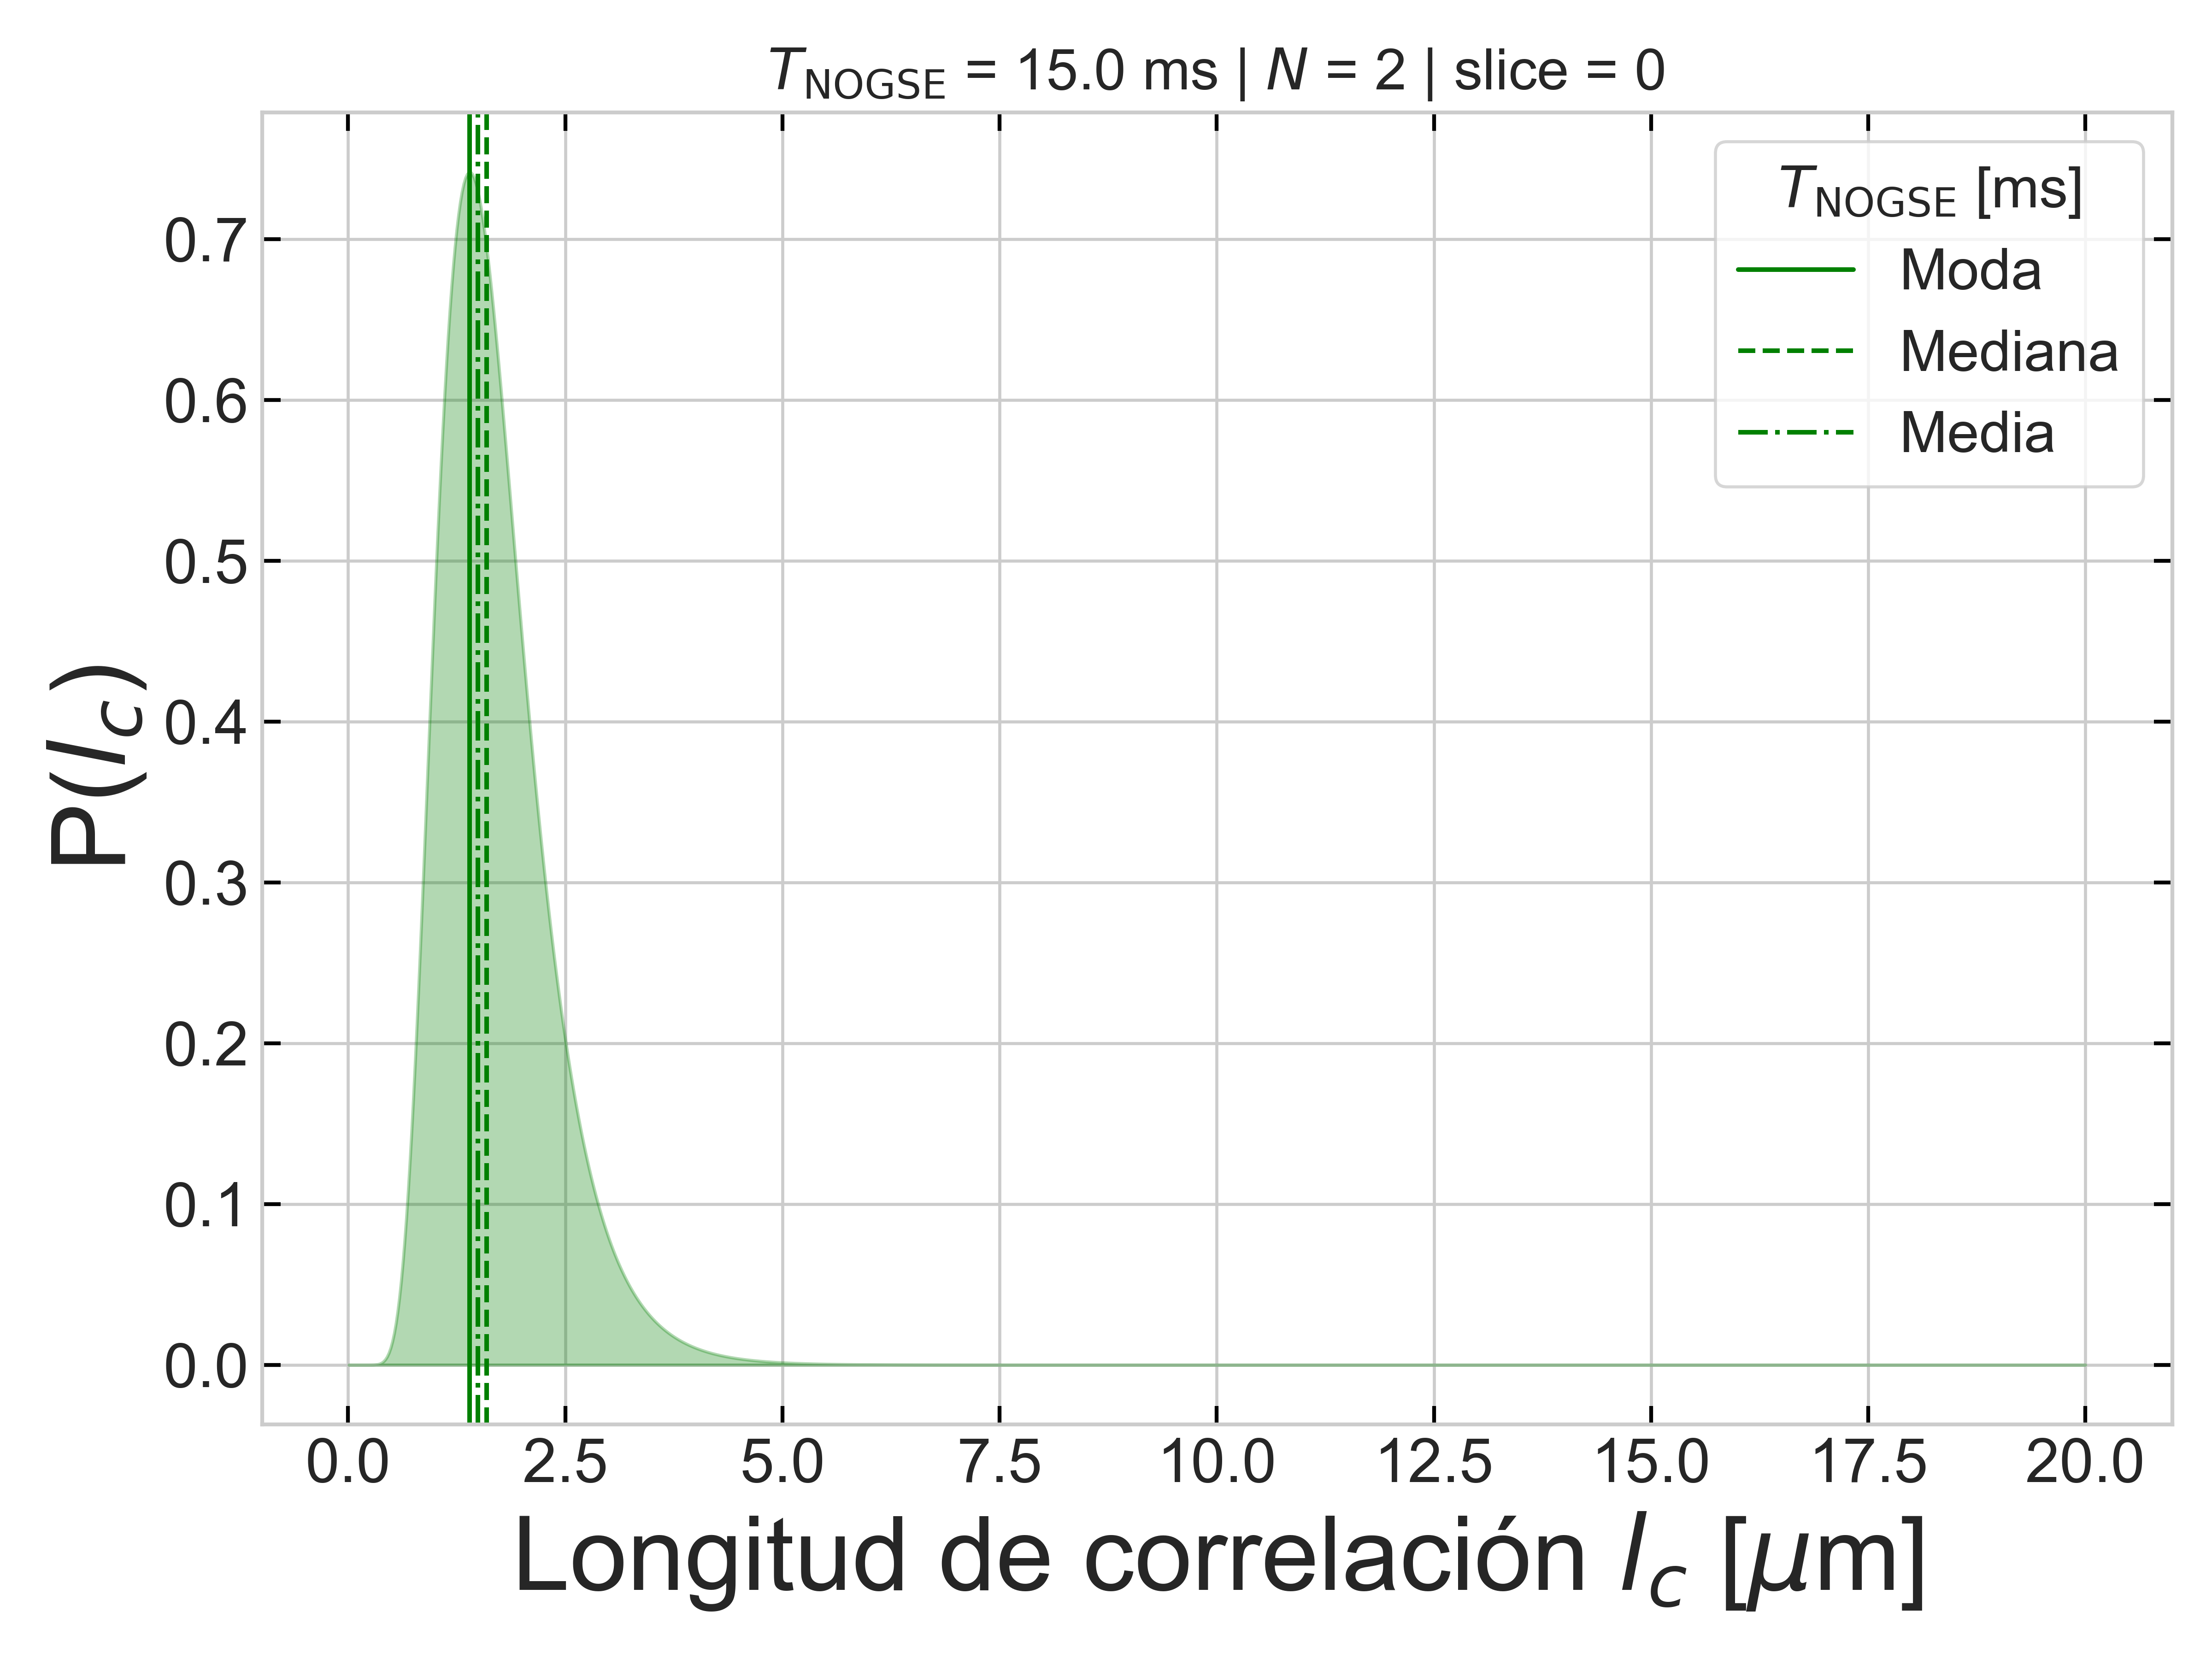 T_NOGSE = 15.0 ms | N = 2 | slice = 0
T_NOGSE [ms]
Moda
Mediana
Media
P(l_c)
0.7
0.6
0.5
0.4
0.3
0.2
0.1
0.0
0.0 2.5 5.0 7.5 10.0 12.5 15.0 17.5 20.0
Longitud de correlación l_c [μm]